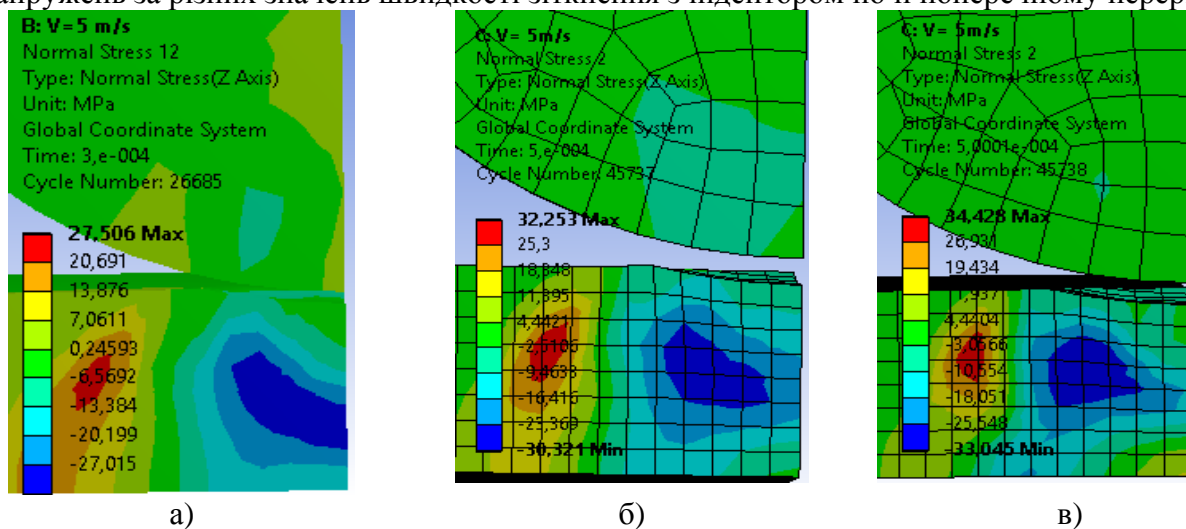 напружень за різних значень швидкості зіткнення з індентором по її поперечному
B: V=5 m/s
Normal Stress 12
Type: Normal Stress(Z Axis)
Unit: MPa
Global Coordinate System
Time: 3,e-004
Cycle Number: 26685
27,506 Max
20,691
13,876
7,0611
0,24593
-6,5692
-13,384
-20,199
-27,015
а)
C: V= 5m/s
Normal Stress 2
Type: Normal Stress(Z Axis)
Unit: MPa
Global Coordinate System
Time: 5,e-004
Cycle Number: 45737
32,253 Max
25,3
18,348
11,395
4,4421
-2,5106
-9,4633
-16,416
-23,369
-30,321 Min
б)
C: V= 5m/s
Normal Stress 2
Type: Normal Stress(Z Axis)
Unit: MPa
Global Coordinate System
Time: 5,0001e-004
Cycle Number: 45738
34,428 Max
26,931
19,434
11,937
4,4404
-3,0566
-10,554
-18,051
-25,548
-33,045 Min
в)